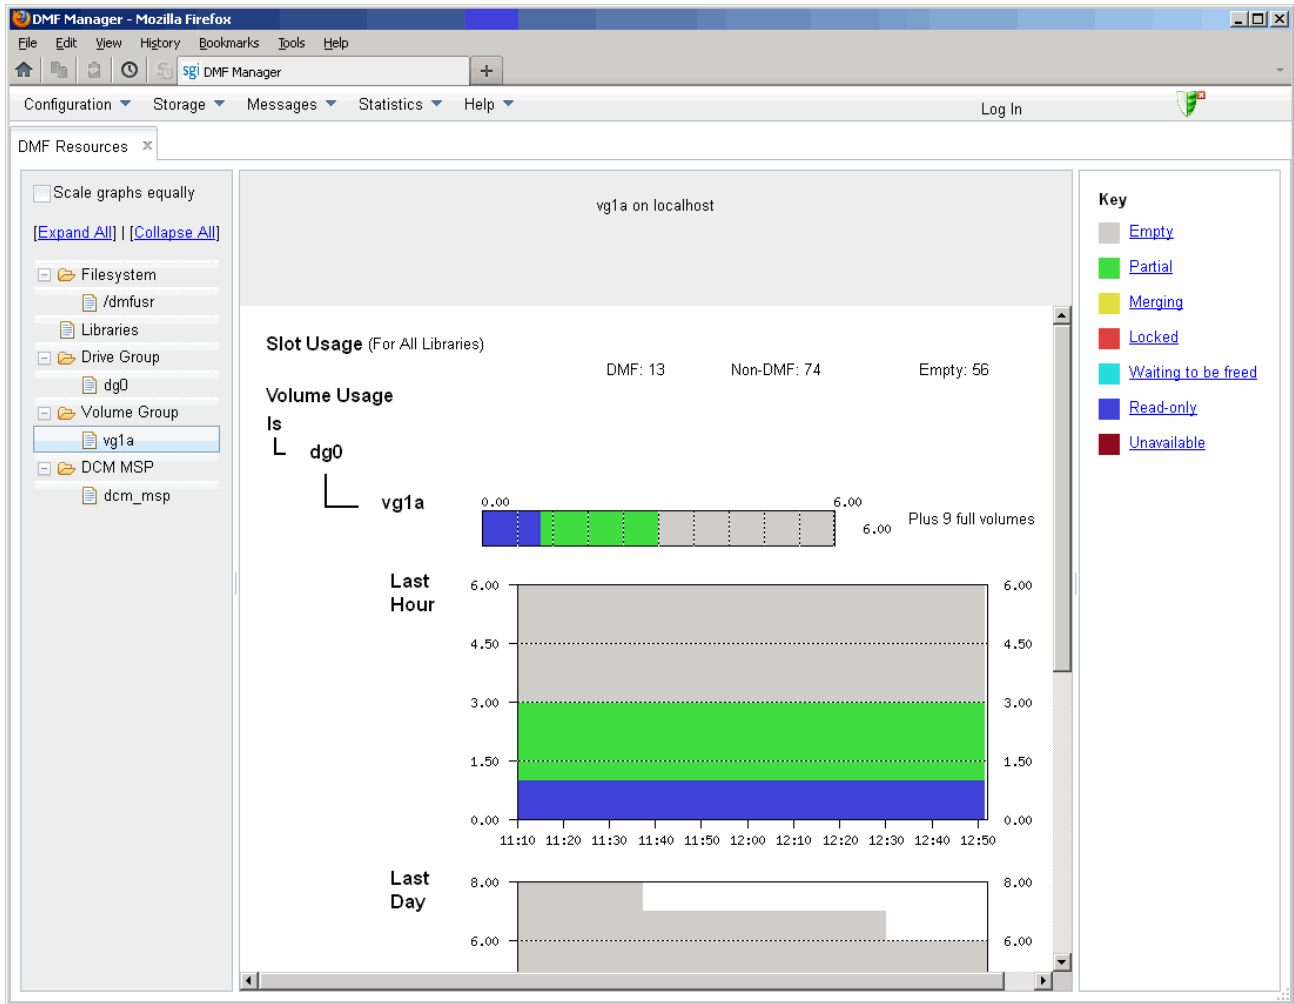 DMF Manager - Mozilla Firefox
File Edit View History Bookmarks Tools Help
sgi DMF Manager +
Configuration Storage Messages Statistics Help Log In
DMF Resources x
Scale graphs equally
[Expand All] | [Collapse All]
Filesystem
/dmfusr
Libraries
Drive Group
dg0
Volume Group
vg1a
DCM MSP
dcm_msp
vg1a on localhost
Slot Usage (For All Libraries)
DMF: 13 Non-DMF: 74 Empty: 56
Volume Usage
ls
dg0
vg1a
0.00 6.00
6.00 Plus 9 full volumes
Last Hour
6.00 6.00
4.50 4.50
3.00 3.00
1.50 1.50
0.00 0.00
11:10 11:20 11:30 11:40 11:50 12:00 12:10 12:20 12:30 12:40 12:50
Last Day
8.00 8.00
6.00 6.00
Key
Empty
Partial
Merging
Locked
Waiting to be freed
Read-only
Unavailable